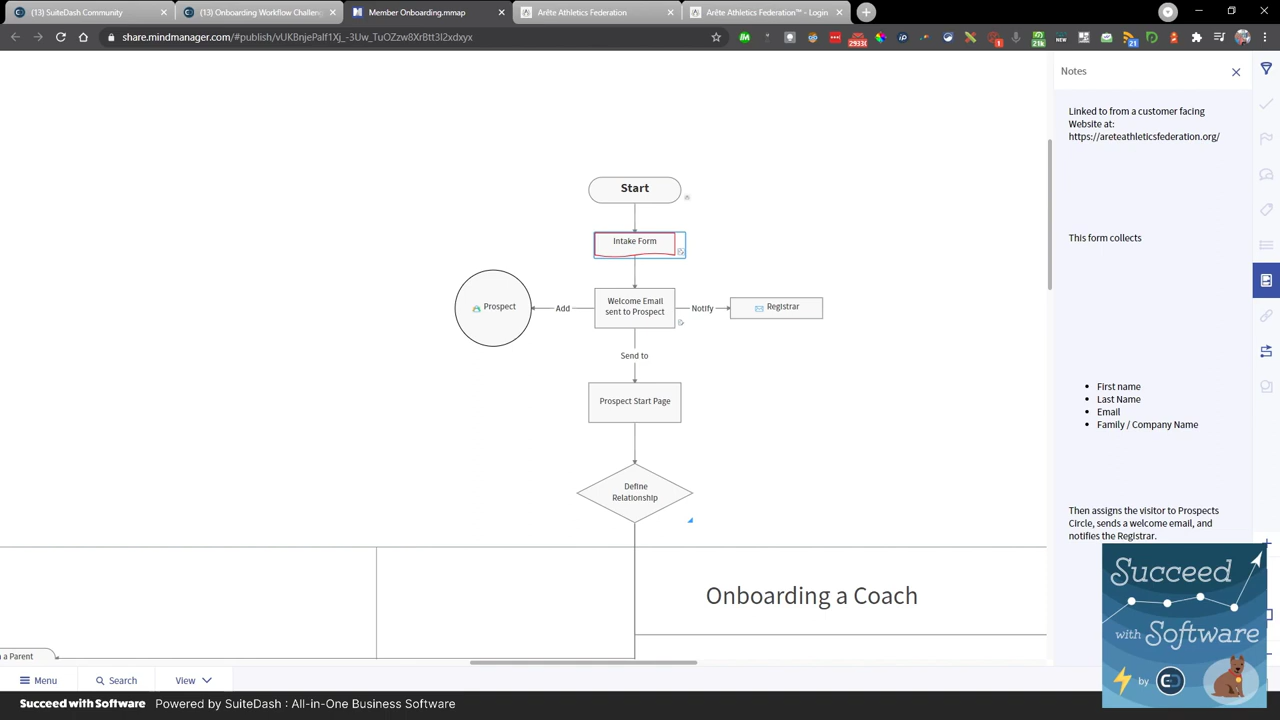 (13) SuiteDash Community
(13) Onboarding Workflow Challen
Member Onboarding.mmap
Arête Athletics Federation
Arête Athletics Federation™ - Login
share.mindmanager.com/#publish/vUKBnjePalf1Xj_-3Uw_TuOZzw8XrBtt3l2xdxyx
Notes
Linked to from a customer facing
Website at:
https://areteathleticsfederation.org/
This form collects
First name
Last Name
Email
Family / Company Name
Then assigns the visitor to Prospects
Circle, sends a welcome email, and
notifies the Registrar.
Start
Intake Form
Prospect
Add
Welcome Email
sent to Prospect
Notify
Registrar
Send to
Prospect Start Page
Define
Relationship
Onboarding a Coach
n a Parent
Menu
Search
View
Succeed
with Software
by
Succeed with Software Powered by SuiteDash : All-in-One Business Software